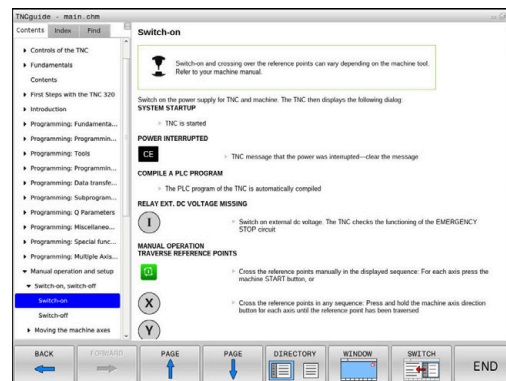 TNCguide - main.chm
Contents Index Find
Controls of the TNC
Fundamentals
Contents
First Steps with the TNC 320
Introduction
Programming: Fundamenta...
Programming: Programmin...
Programming: Tools
Programming: Programmin...
Programming: Data transfe...
Programming: Subprogram...
Programming: Q Parameters
Programming: Miscellaneo...
Programming: Special func...
Programming: Multiple Axis...
Manual operation and setup
Switch-on, switch-off
Switch-on
Switch-off
Moving the machine axes
Switch-on
Switch-on and crossing over the reference points can vary depending on the machine tool.
Refer to your machine manual.
Switch on the power supply for TNC and machine. The TNC then displays the following dialog:
SYSTEM STARTUP
TNC is started
POWER INTERRUPTED
CE
TNC message that the power was interrupted—clear the message
COMPILE A PLC PROGRAM
The PLC program of the TNC is automatically compiled
RELAY EXT. DC VOLTAGE MISSING
I
Switch on external dc voltage. The TNC checks the functioning of the EMERGENCY
STOP circuit
MANUAL OPERATION
TRAVERSE REFERENCE POINTS
Cross the reference points manually in the displayed sequence: For each axis press the
machine START button, or
X
Cross the reference points in any sequence: Press and hold the machine axis direction
button for each axis until the reference point has been traversed
Y
BACK
FORWARD
PAGE
PAGE
DIRECTORY
WINDOW
SWITCH
END